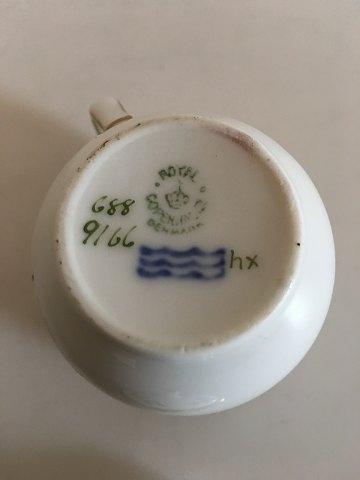 ROYAL
COPENHAGEN
DENMARK
688
9166
hx